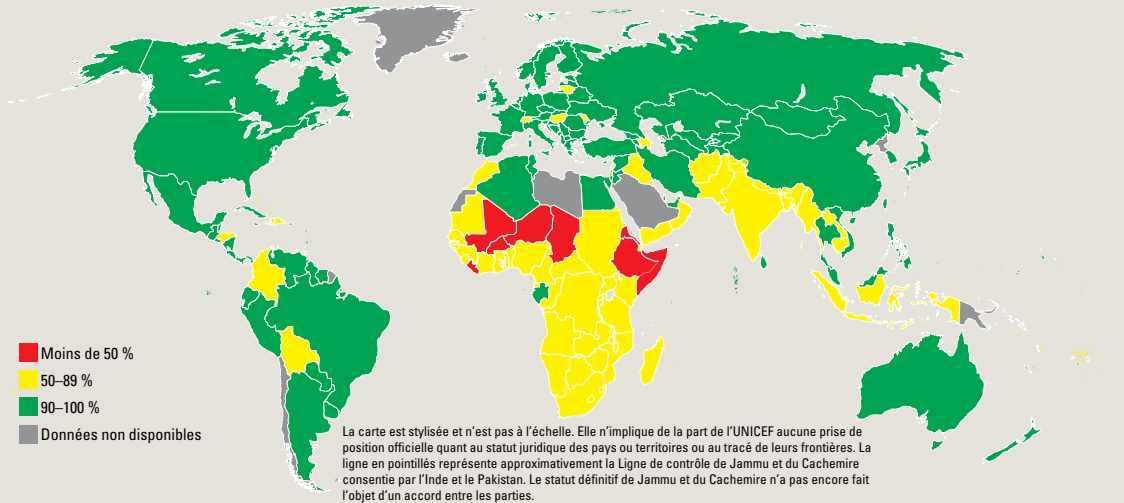 Moins de 50 %
50–89 %
90–100 %
Données non disponibles
La carte est stylisée et n’est pas à l’échelle. Elle n’implique de la part de l’UNICEF aucune prise de
position officielle quant au statut juridique des pays ou territoires ou au tracé de leurs frontières. La
ligne en pointillés représente approximativement la Ligne de contrôle de Jammu et du Cachemire
consentie par l’Inde et le Pakistan. Le statut définitif de Jammu et du Cachemire n’a pas encore fait
l’objet d’un accord entre les parties.